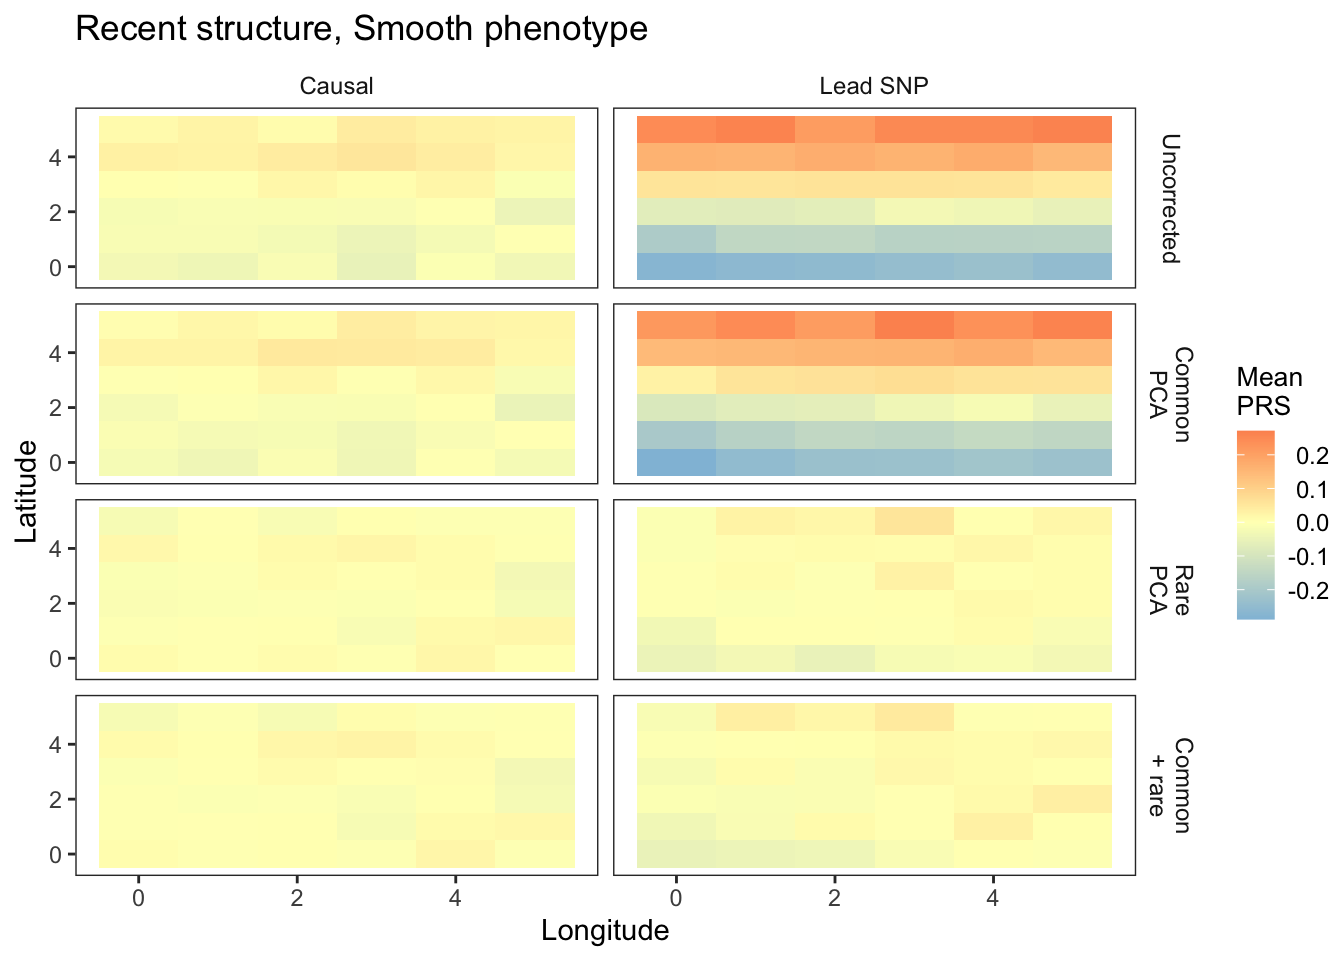 Recent structure, Smooth phenotype
Causal
Lead SNP
4
2
0
Uncorrected
4
2
0
Common
PCA
4
2
0
Rare
PCA
4
2
0
Common
+ rare
0
2
4
0
2
4
Longitude
Latitude
Mean
PRS
0.2
0.1
0.0
-0.1
-0.2